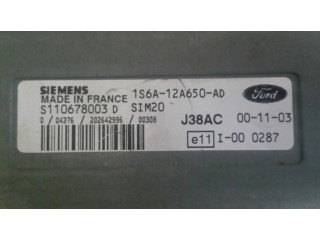 SIEMENS 1S6A-12A650-AD
MADE IN FRANCE
S110678003 D SIM20
0 / 04376 / 202642996 / 00308
Ford
J38AC 00-11-03
e11 I-00 0287